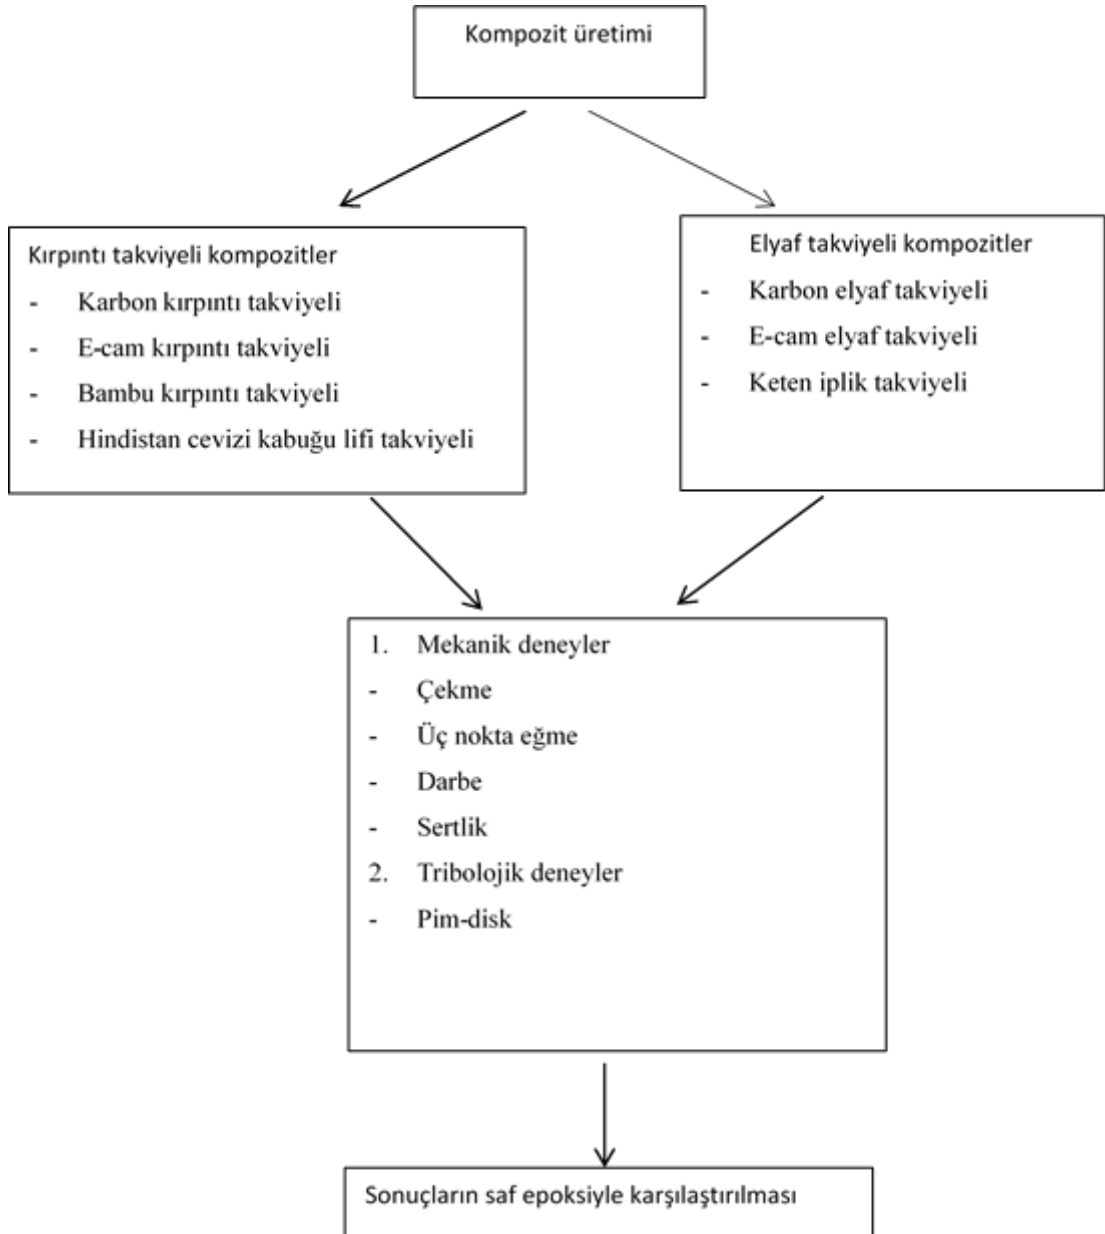 Kompozit üretimi
Kırpıntı takviyeli kompozitler
- Karbon kırpıntı takviyeli
- E-cam kırpıntı takviyeli
- Bambu kırpıntı takviyeli
- Hindistan cevizi kabuğu lifi takviyeli
Elyaf takviyeli kompozitler
- Karbon elyaf takviyeli
- E-cam elyaf takviyeli
- Keten iplik takviyeli
1. Mekanik deneyler
- Çekme
- Üç nokta eğme
- Darbe
- Sertlik
2. Tribolojik deneyler
- Pim-disk
Sonuçların saf epoksiyle karşılaştırılması